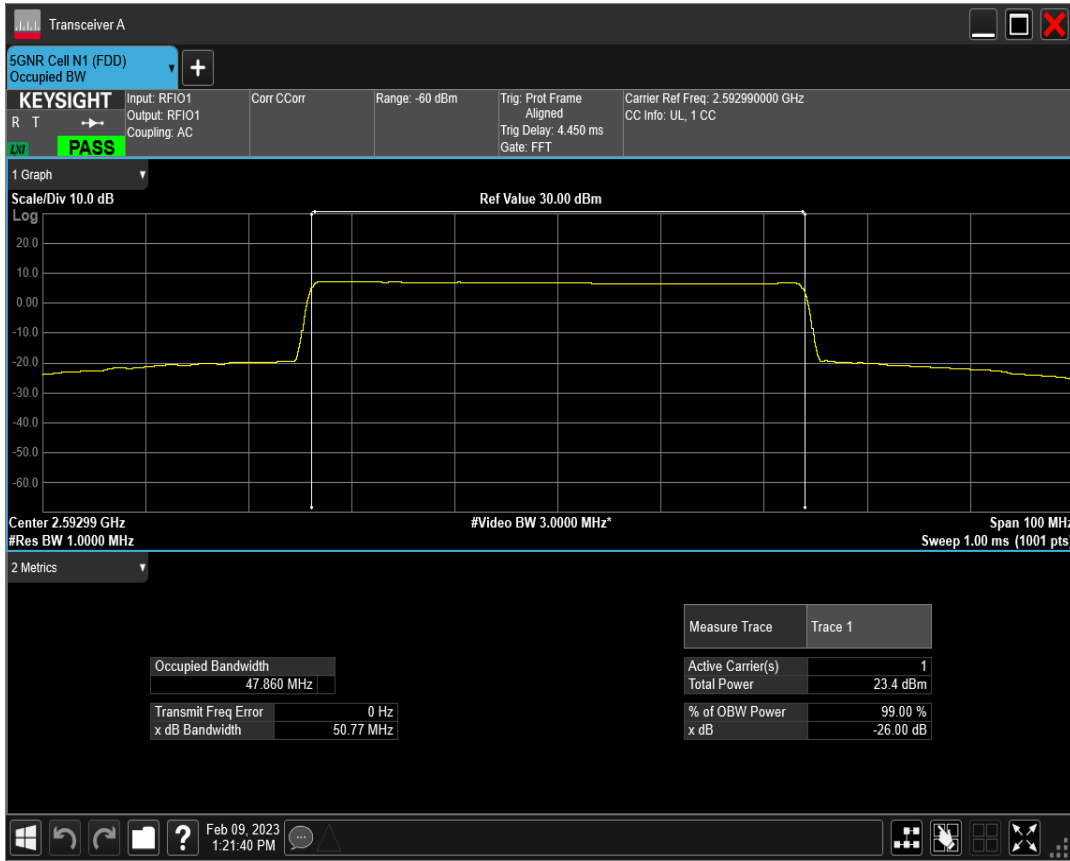 Transceiver A
5GNR Cell N1 (FDD)
Occupied BW
+
KEYSIGHT
R T
LXI
PASS
Input: RFIO1
Output: RFIO1
Coupling: AC
Corr CCorr
Range: -60 dBm
Trig: Prot Frame
Aligned
Trig Delay: 4.450 ms
Gate: FFT
Carrier Ref Freq: 2.592990000 GHz
CC Info: UL, 1 CC
1 Graph
Scale/Div 10.0 dB
Ref Value 30.00 dBm
Log
20.0
10.0
0.00
-10.0
-20.0
-30.0
-40.0
-50.0
-60.0
Center 2.59299 GHz
#Video BW 3.0000 MHz*
Span 100 MHz
#Res BW 1.0000 MHz
Sweep 1.00 ms (1001 pts)
2 Metrics
Measure Trace Trace 1
Occupied Bandwidth
47.860 MHz
Active Carrier(s) 1
Total Power 23.4 dBm
Transmit Freq Error 0 Hz
x dB Bandwidth 50.77 MHz
% of OBW Power 99.00 %
x dB -26.00 dB
?
Feb 09, 2023
1:21:40 PM